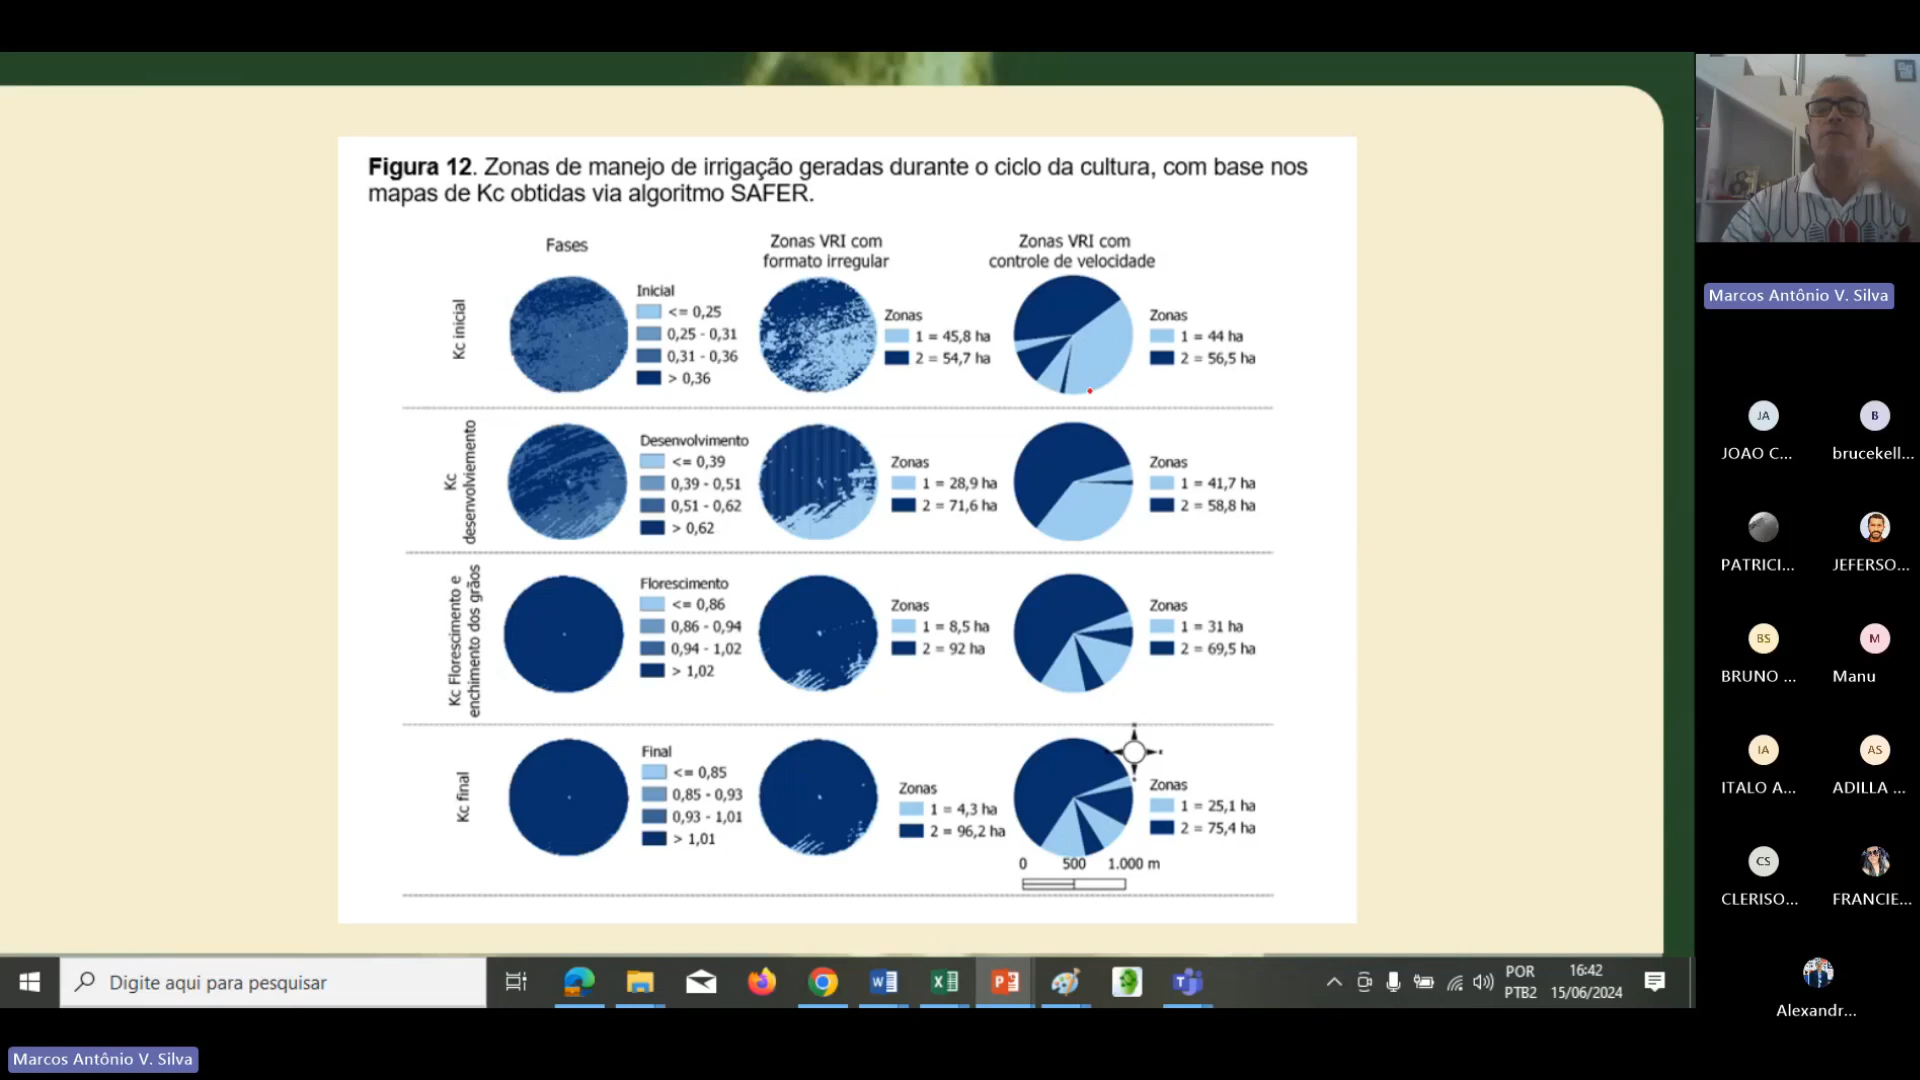 Figura 12. Zonas de manejo de irrigação geradas durante o ciclo da cultura, com base nos
mapas de Kc obtidas via algoritmo SAFER.
Fases
Zonas VRI com
formato irregular
Zonas VRI com
controle de velocidade
Kc inicial
Inicial
<= 0,25
0,25 - 0,31
0,31 - 0,36
> 0,36
Zonas
1 = 45,8 ha
2 = 54,7 ha
Zonas
1 = 44 ha
2 = 56,5 ha
Kc
desenvolviemento
Desenvolvimento
<= 0,39
0,39 - 0,51
0,51 - 0,62
> 0,62
Zonas
1 = 28,9 ha
2 = 71,6 ha
Zonas
1 = 41,7 ha
2 = 58,8 ha
Kc Florescimento e
enchimento dos grãos
Florescimento
<= 0,86
0,86 - 0,94
0,94 - 1,02
> 1,02
Zonas
1 = 8,5 ha
2 = 92 ha
Zonas
1 = 31 ha
2 = 69,5 ha
Kc final
Final
<= 0,85
0,85 - 0,93
0,93 - 1,01
> 1,01
Zonas
1 = 4,3 ha
2 = 96,2 ha
Zonas
1 = 25,1 ha
2 = 75,4 ha
0 500 1.000 m
Marcos Antônio V. Silva
JA
JOAO C...
B
brucekell...
PATRICI...
JEFERSO...
BS
BRUNO ...
M
Manu
IA
ITALO A...
AS
ADILLA ...
CS
CLERISO...
FRANCIE...
Alexandr...
Digite aqui para pesquisar
POR
PTB2
16:42
15/06/2024
Marcos Antônio V. Silva